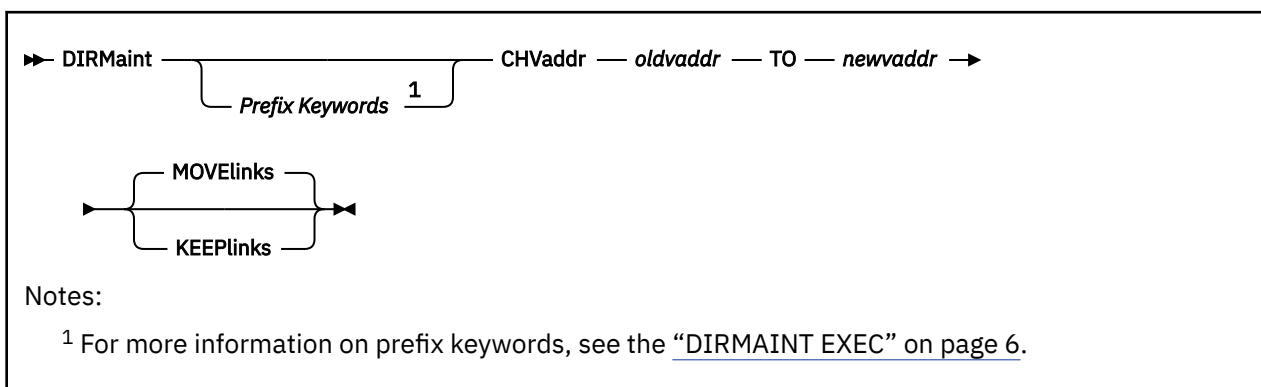 DIRMaint CHVaddr oldvaddr TO newvaddr
Prefix Keywords 1
MOVElinks
KEEPlinks
Notes:
1 For more information on prefix keywords, see the “DIRMAINT EXEC” on page 6.